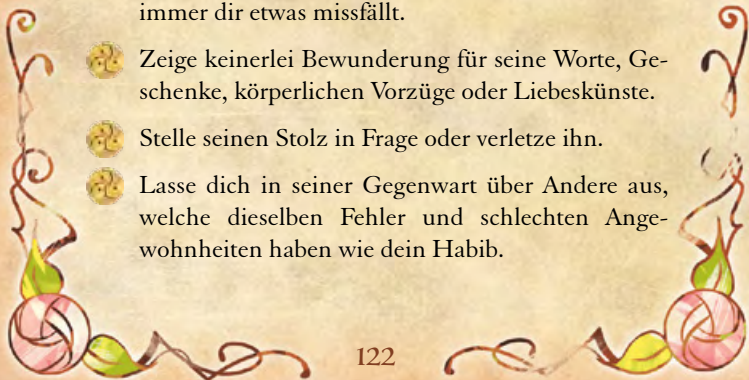 immer dir etwas missfällt.
Zeige keinerlei Bewunderung für seine Worte, Ge-
schenke, körperlichen Vorzüge oder Liebeskünste.
Stelle seinen Stolz in Frage oder verletze ihn.
Lasse dich in seiner Gegenwart über Andere aus,
welche dieselben Fehler und schlechten Ange-
wohnheiten haben wie dein Habib.
122